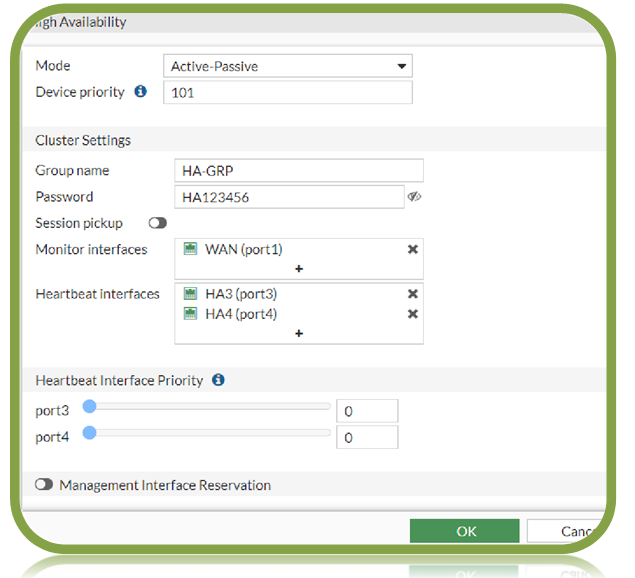 High Availability
Mode Active-Passive
Device priority 101
Cluster Settings
Group name HA-GRP
Password HA123456
Session pickup
Monitor interfaces WAN (port1)
+
Heartbeat interfaces HA3 (port3)
HA4 (port4)
+
Heartbeat Interface Priority
port3 0
port4 0
Management Interface Reservation
OK Cance